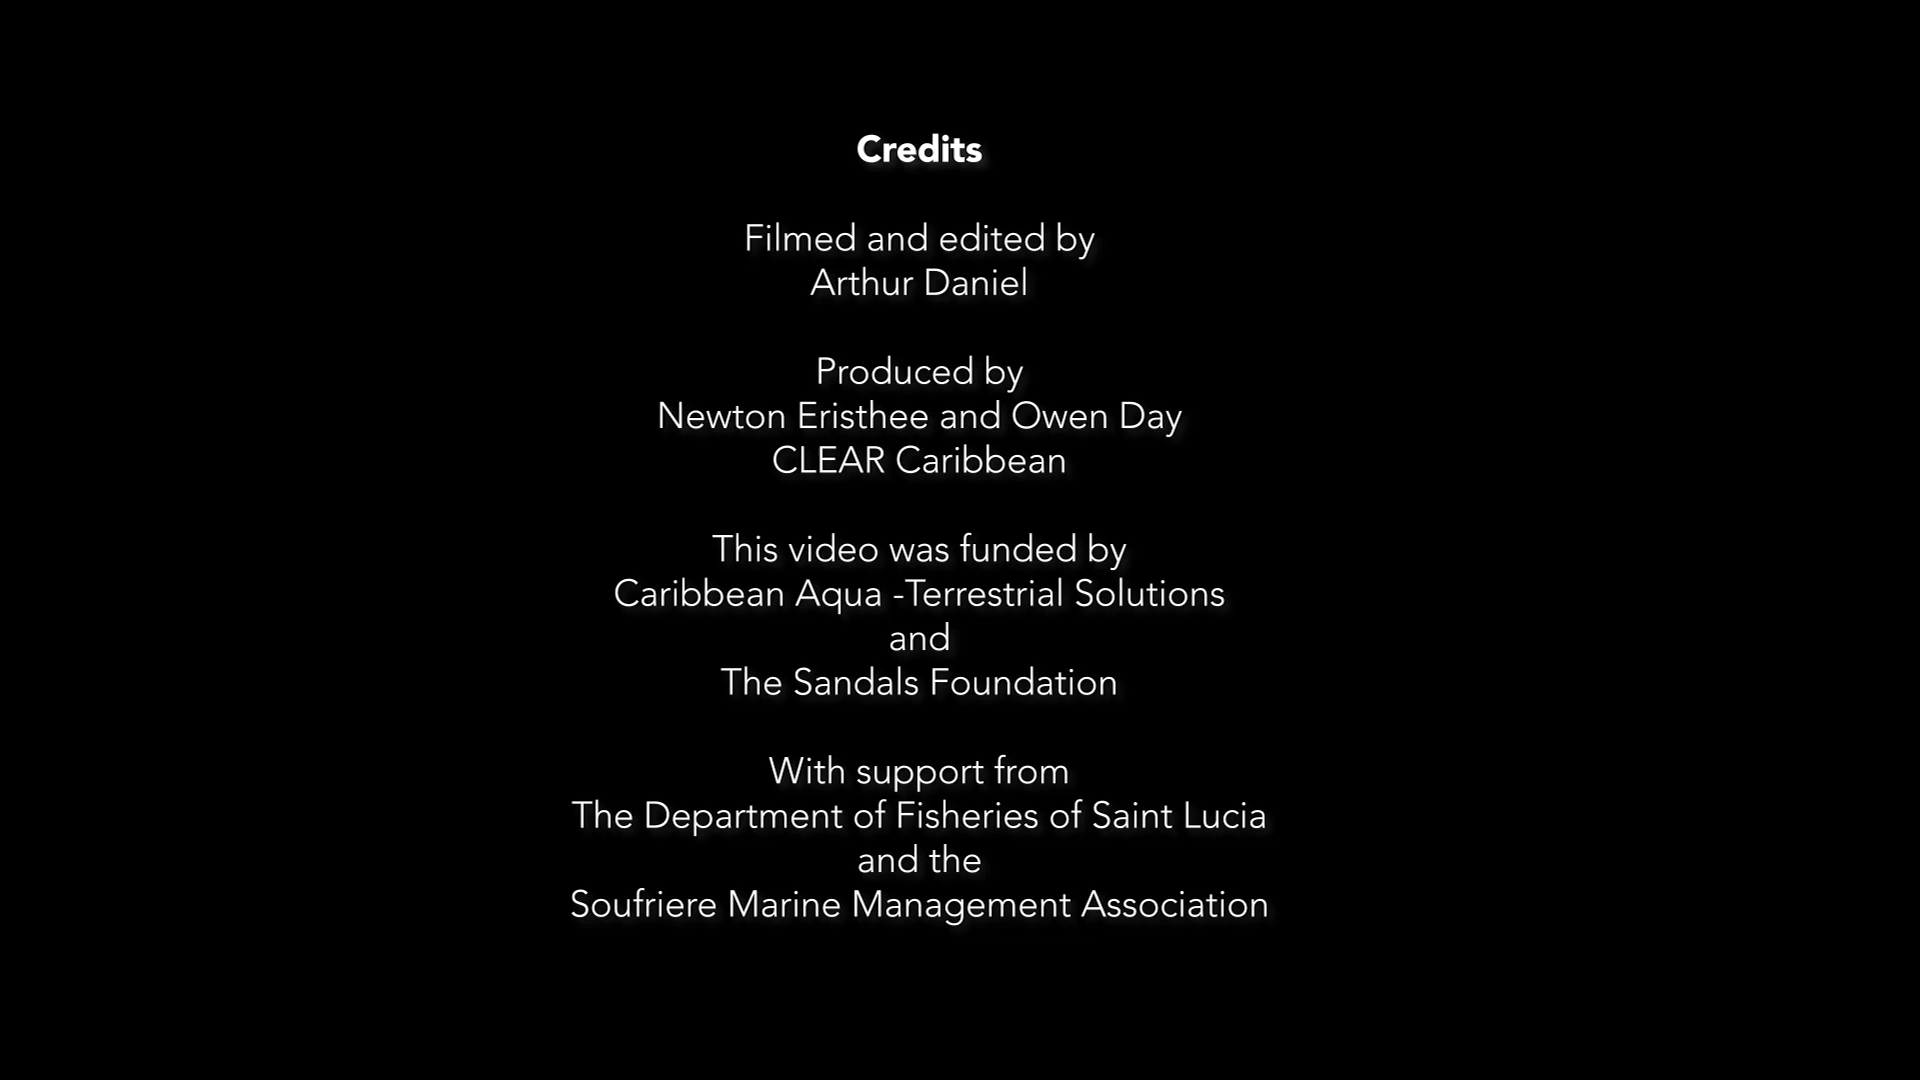 Credits
Filmed and edited by
Arthur Daniel
Produced by
Newton Eristhee and Owen Day
CLEAR Caribbean
This video was funded by
Caribbean Aqua -Terrestrial Solutions
and
The Sandals Foundation
With support from
The Department of Fisheries of Saint Lucia
and the
Soufriere Marine Management Association